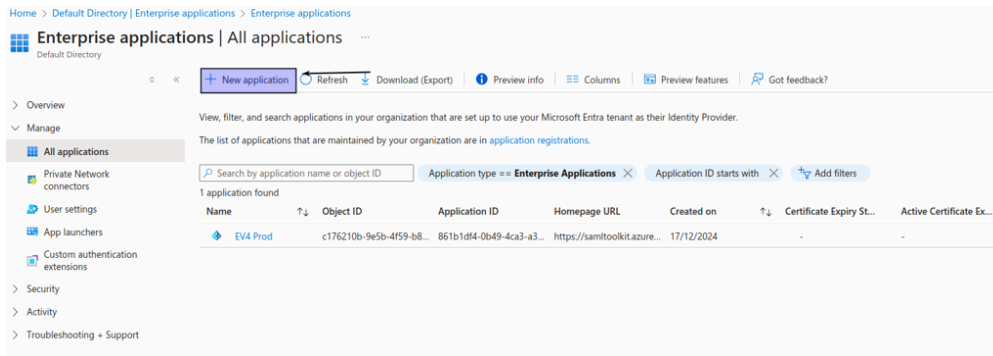 Home > Default Directory | Enterprise applications > Enterprise applications
Enterprise applications | All applications ...
Default Directory
New application Refresh Download (Export) Preview info Columns Preview features Got feedback?
Overview
Manage
All applications
Private Network
connectors
User settings
App launchers
Custom authentication
extensions
Security
Activity
Troubleshooting + Support
View, filter, and search applications in your organization that are set up to use your Microsoft Entra tenant as their Identity Provider.
The list of applications that are maintained by your organization are in application registrations.
Search by application name or object ID Application type == Enterprise Applications Application ID starts with Add filters
1 application found
Name Object ID Application ID Homepage URL Created on Certificate Expiry St... Active Certificate Ex...
EV4 Prod c176210b-9e5b-4f59-b8... 861b1df4-0b49-4ca3-a3... https://samltoolkit.azure... 17/12/2024 - -